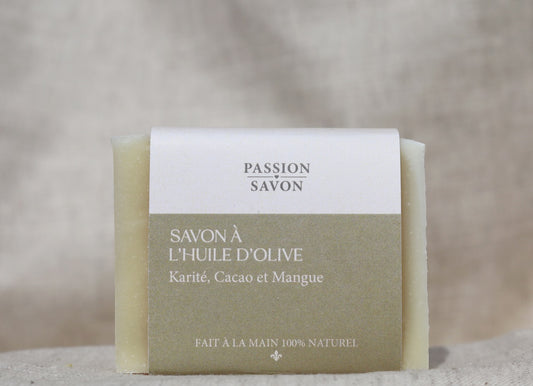 PASSION
SAVON
SAVON À
L'HUILE D'OLIVE
Karité, Cacao et Mangue
FAIT À LA MAIN 100% NATUREL